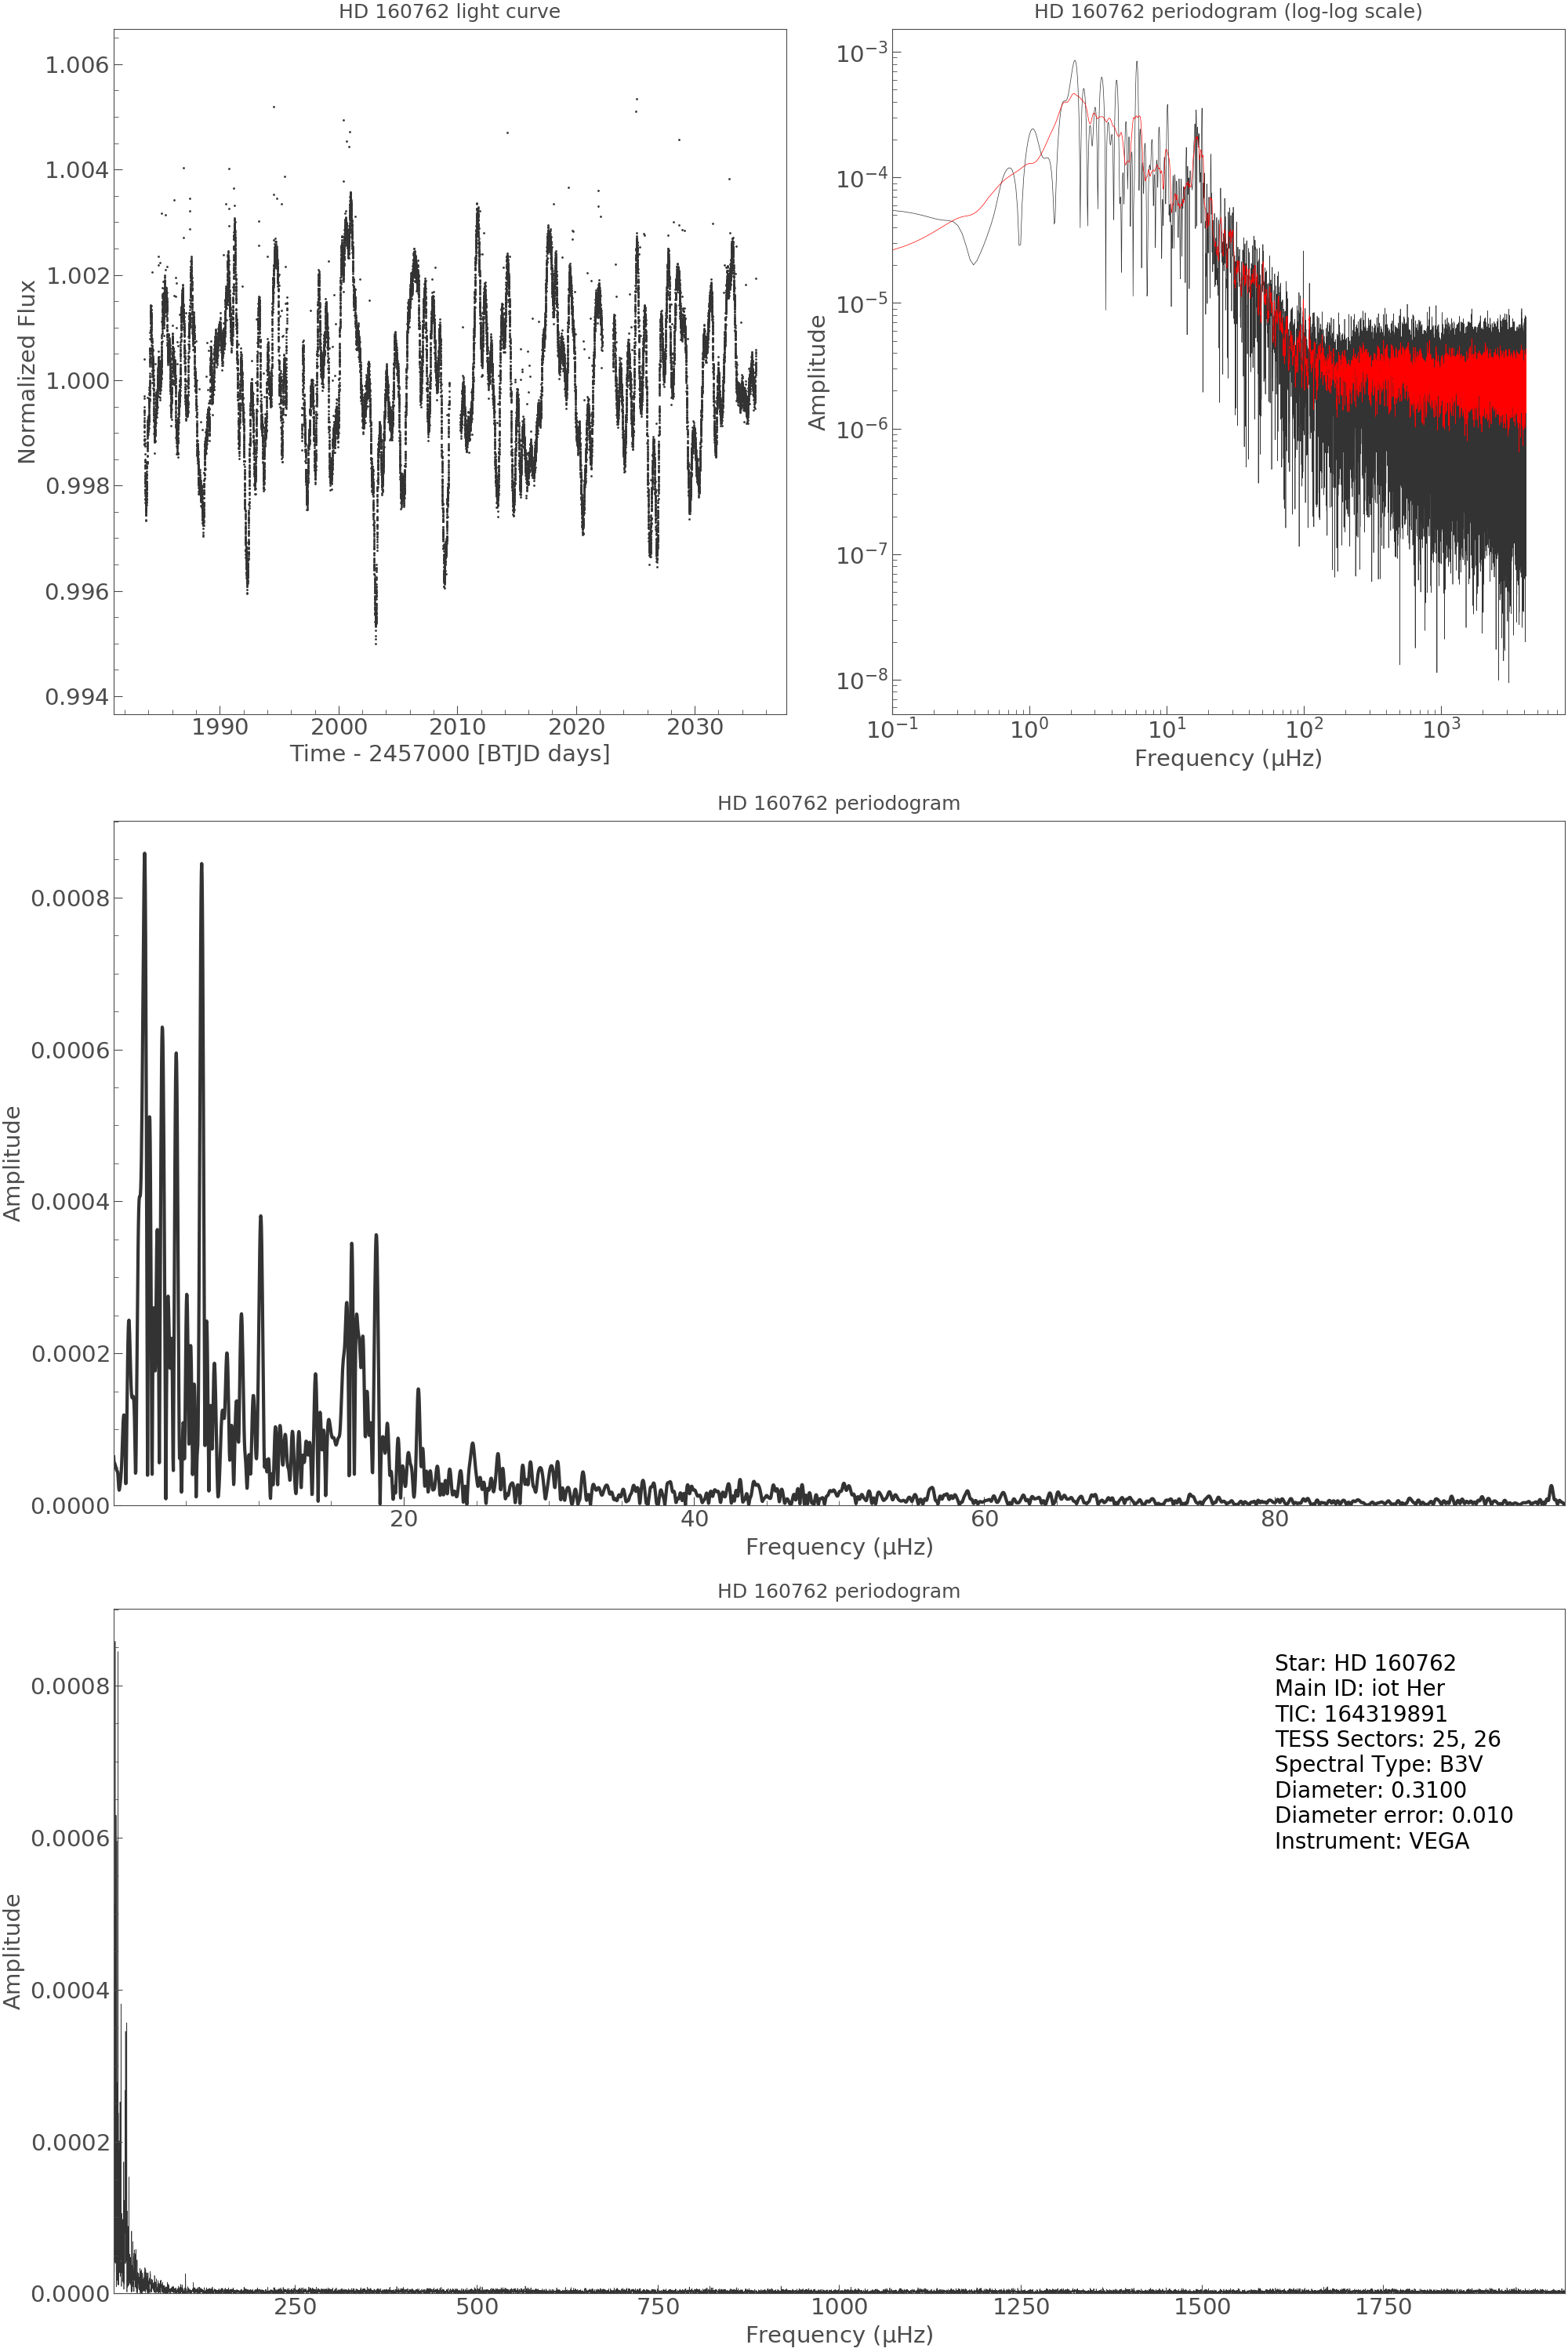 HD 160762 light curve
1.006
1.004
1.002
1.000
0.998
0.996
0.994
Normalized Flux
1990 2000 2010 2020 2030
Time - 2457000 [BTJD days]
HD 160762 periodogram (log-log scale)
10⁻³
10⁻⁴
10⁻⁵
10⁻⁶
10⁻⁷
10⁻⁸
Amplitude
10⁻¹ 10⁰ 10¹ 10² 10³
Frequency (µHz)
HD 160762 periodogram
0.0008
0.0006
0.0004
0.0002
0.0000
Amplitude
20 40 60 80
Frequency (µHz)
HD 160762 periodogram
0.0008
0.0006
0.0004
0.0002
0.0000
Amplitude
Star: HD 160762
Main ID: iot Her
TIC: 164319891
TESS Sectors: 25, 26
Spectral Type: B3V
Diameter: 0.3100
Diameter error: 0.010
Instrument: VEGA
250 500 750 1000 1250 1500 1750
Frequency (µHz)